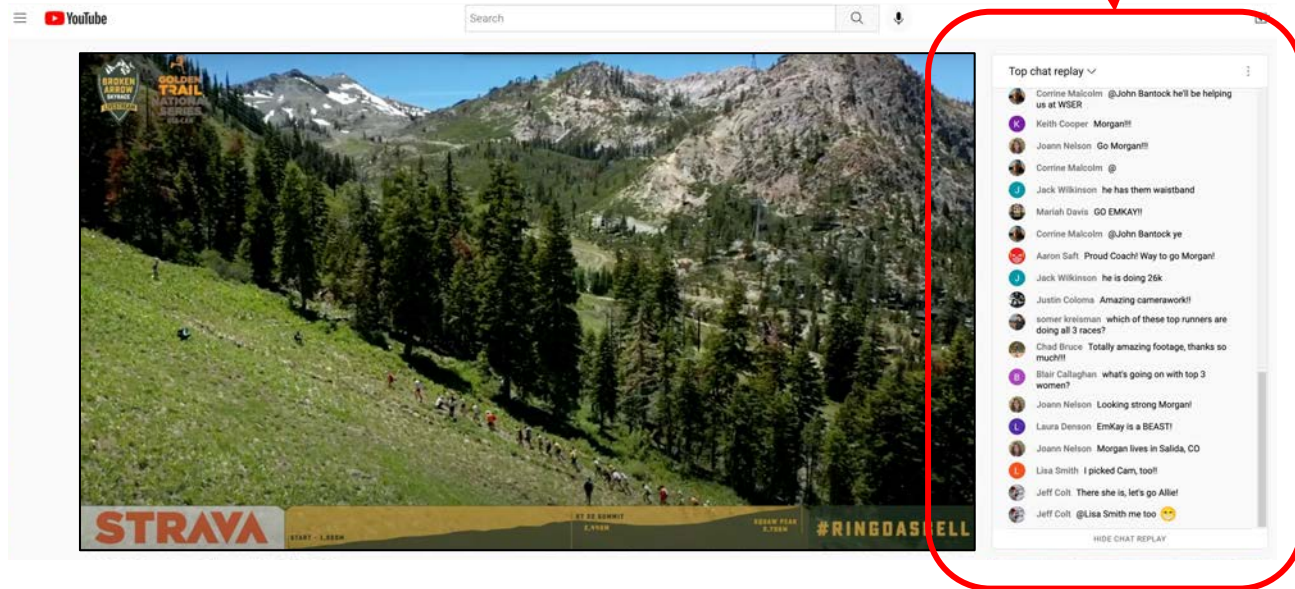 YouTube
Search
BROKEN
ARROW
SKYRACE
LIVESTREAM
GOLDEN
TRAIL
NATIONAL
SERIES
Top chat replay
Corrine Malcolm @John Bantock he'll be helping
us at WSER
Keith Cooper Morgan!!!
Joann Nelson Go Morgan!!!
Corrine Malcolm @
Jack Wilkinson he has them waistband
Mariah Davis GO EMKAY!!
Corrine Malcolm @John Bantock ye
Aaron Saft Proud Coach! Way to go Morgan!
Jack Wilkinson he is doing 26k
Justin Coloma Amazing camerawork!!
somer kreisman which of these top runners are
doing all 3 races?
Chad Bruce Totally amazing footage, thanks so
much!!!
B
Blair Callaghan what's going on with top 3
women?
Joann Nelson Looking strong Morgan!
L
Laura Denson EmKay is a BEAST!
Joann Nelson Morgan lives in Salida, CO
L
Lisa Smith I picked Cam, too!!
Jeff Colt There she is, let's go Allie!
Jeff Colt @Lisa Smith me too 😁
HIDE CHAT REPLAY
STRAVA
KT 22 SUMMIT
SQUAW PEAK
#RINGDASBELL